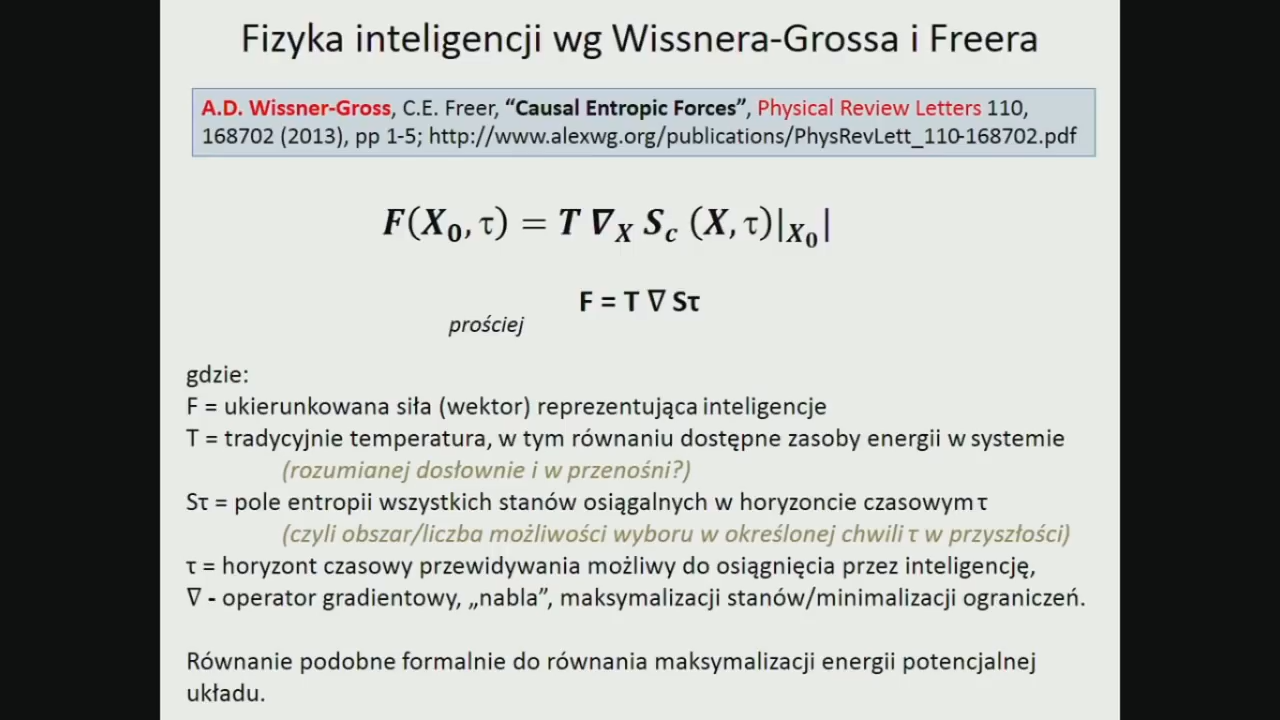 Fizyka inteligencji wg Wissnera-Grossa i Freera
A.D. Wissner-Gross, C.E. Freer, “Causal Entropic Forces”, Physical Review Letters 110,
168702 (2013), pp 1-5; http://www.alexwg.org/publications/PhysRevLett_110-168702.pdf
F(X₀, τ) = T ∇_X S_c (X, τ)|_X₀|
F = T ∇ Sτ
prościej
gdzie:
F = ukierunkowana siła (wektor) reprezentująca inteligencje
T = tradycyjnie temperatura, w tym równaniu dostępne zasoby energii w systemie
(rozumianej dosłownie i w przenośni?)
Sτ = pole entropii wszystkich stanów osiągalnych w horyzoncie czasowym τ
(czyli obszar/liczba możliwości wyboru w określonej chwili τ w przyszłości)
τ = horyzont czasowy przewidywania możliwy do osiągnięcia przez inteligencję,
∇ - operator gradientowy, „nabla”, maksymalizacji stanów/minimalizacji ograniczeń.
Równanie podobne formalnie do równania maksymalizacji energii potencjalnej
układu.